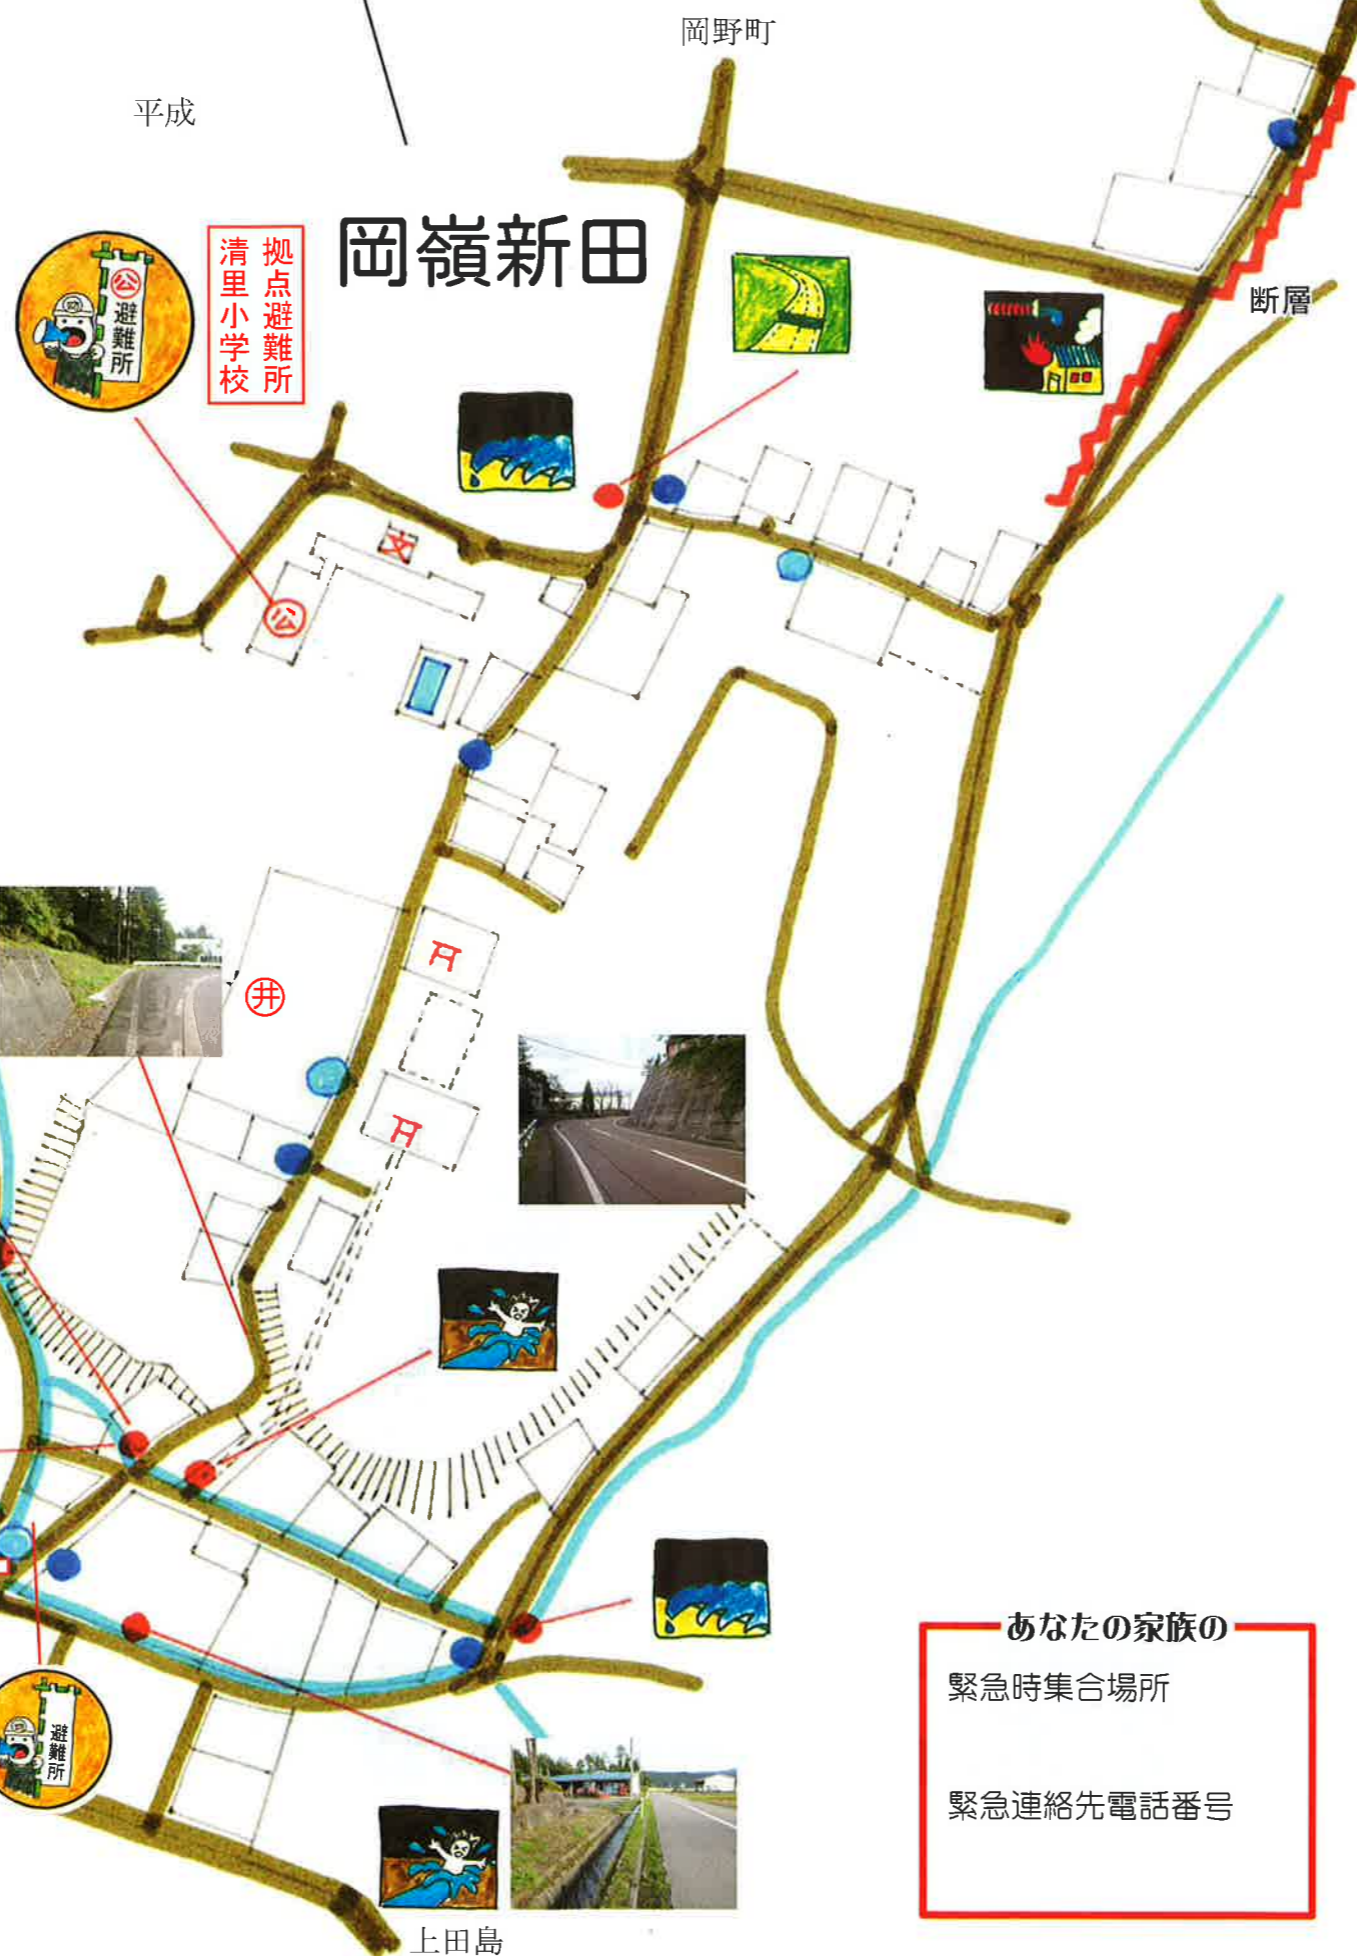 岡野町
平成
岡嶺新田
拠点避難所
清里小学校
公
避難所
断層
文
公
井
避難所
あなたの家族の
緊急時集合場所
緊急連絡先電話番号
上田島